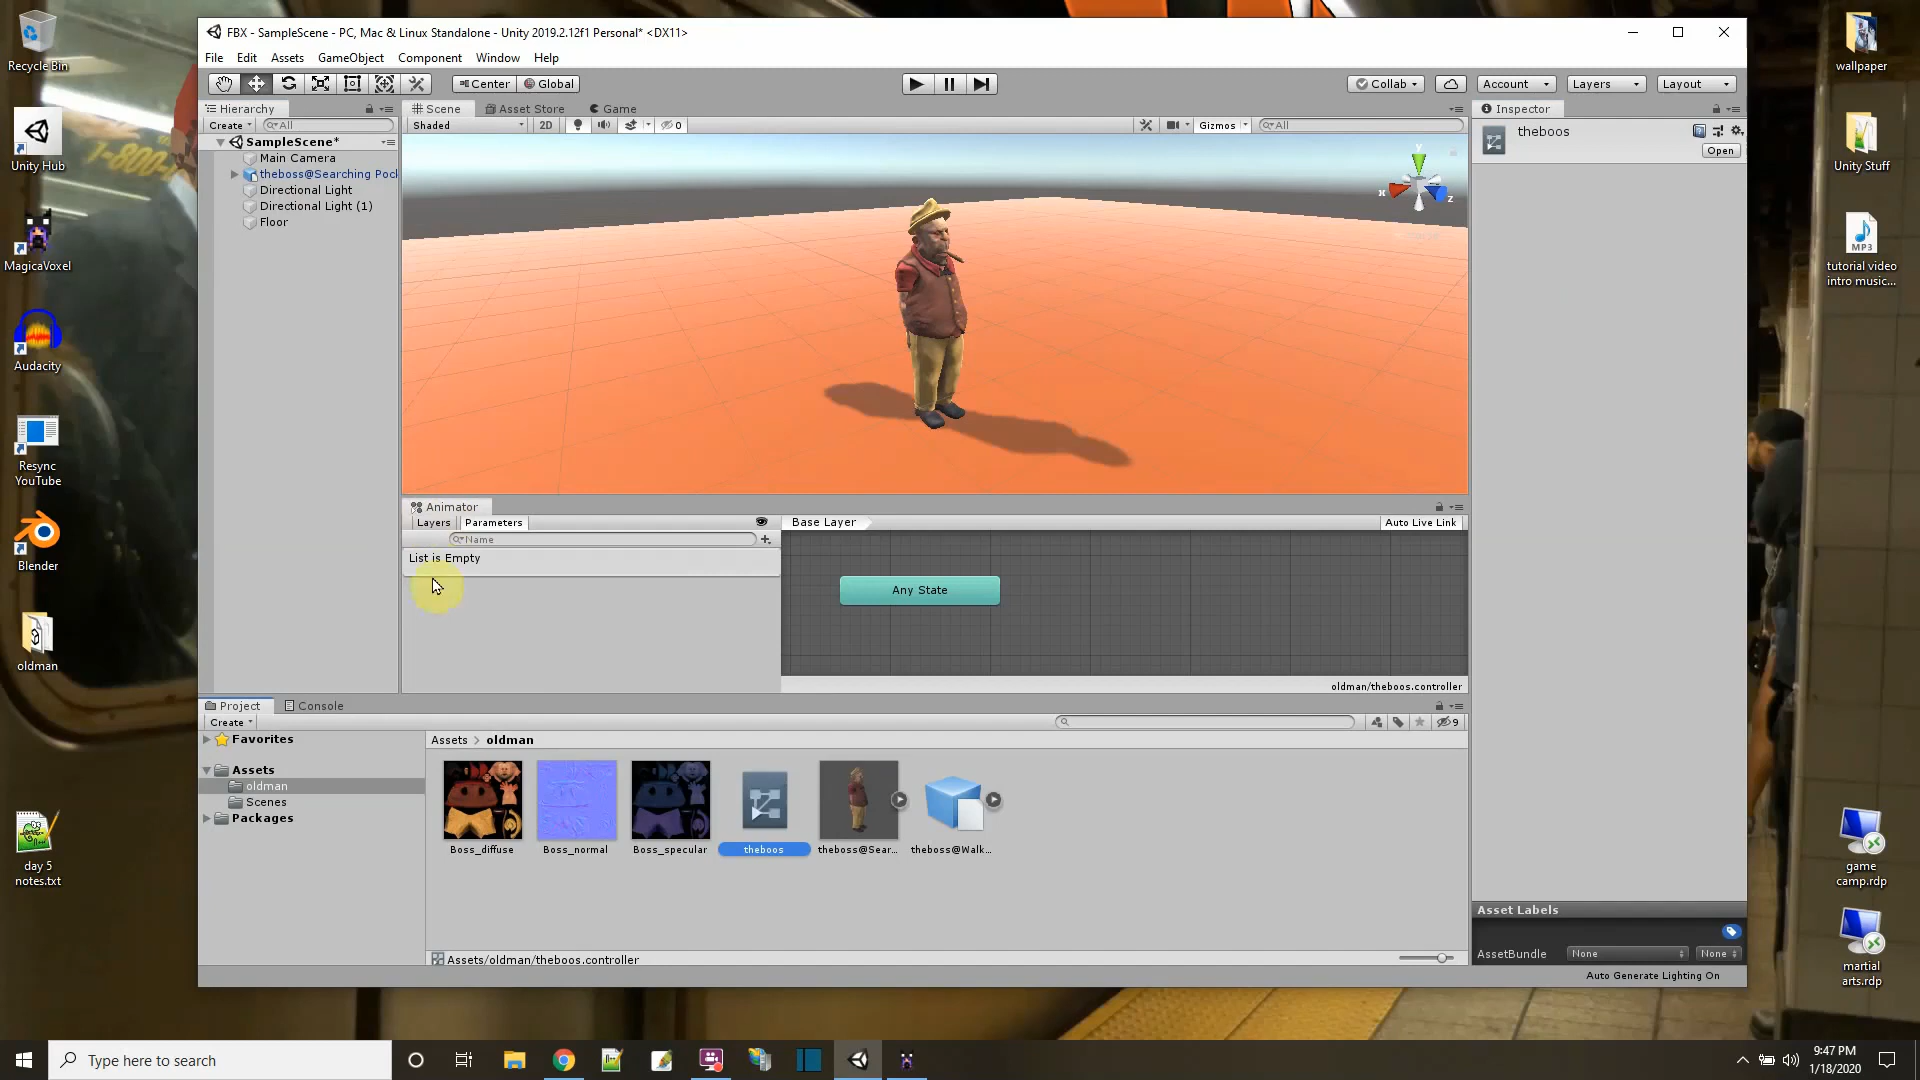 Recycle Bin
Unity Hub
MagicaVoxel
Audacity
Resync
YouTube
Blender
oldman
day 5
notes.txt
FBX - SampleScene - PC, Mac & Linux Standalone - Unity 2019.2.12f1 Personal* <DX11>
File Edit Assets GameObject Component Window Help
Center Global
Collab
Account
Layers
Layout
Hierarchy
Create
All
SampleScene*
Main Camera
theboss@Searching Pock
Directional Light
Directional Light (1)
Floor
Scene Asset Store Game
Shaded 2D 0 Gizmos All
y
x
z
Animator
Layers Parameters
Name
List is Empty
Base Layer
Auto Live Link
Any State
oldman/theboos.controller
Inspector
theboos
Open
Project Console
Create
9
Favorites
Assets
oldman
Scenes
Packages
Assets > oldman
Boss_diffuse
Boss_normal
Boss_specular
theboos
theboss@Sear...
theboss@Walk...
Assets/oldman/theboos.controller
Asset Labels
AssetBundle None None
Auto Generate Lighting On
wallpaper
Unity Stuff
MP3
tutorial video
intro music...
game
camp.rdp
martial
arts.rdp
Type here to search
9:47 PM
1/18/2020